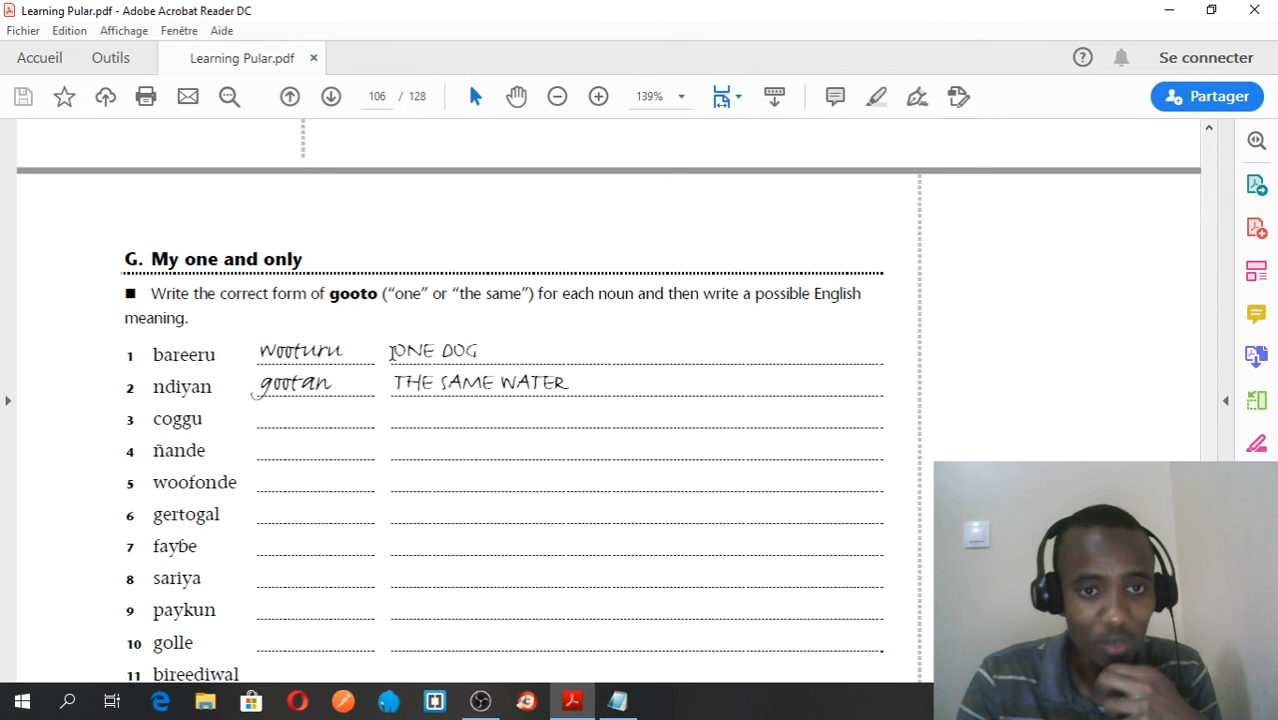 Learning Pular.pdf - Adobe Acrobat Reader DC
Fichier Edition Affichage Fenêtre Aide
Accueil Outils Learning Pular.pdf × Se connecter
106 / 128 139% Partager
G. My one and only
■ Write the correct form of gooto (“one” or “the same”) for each noun and then write a possible English
meaning.
1 bareeru wooturu ONE DOG
2 ndiyan gootan THE SAME WATER
3 coggu
4 ñande
5 woofonde
6 gertogal
7 fayɓe
8 sariya
9 paykun
10 golle
11 bireediwal